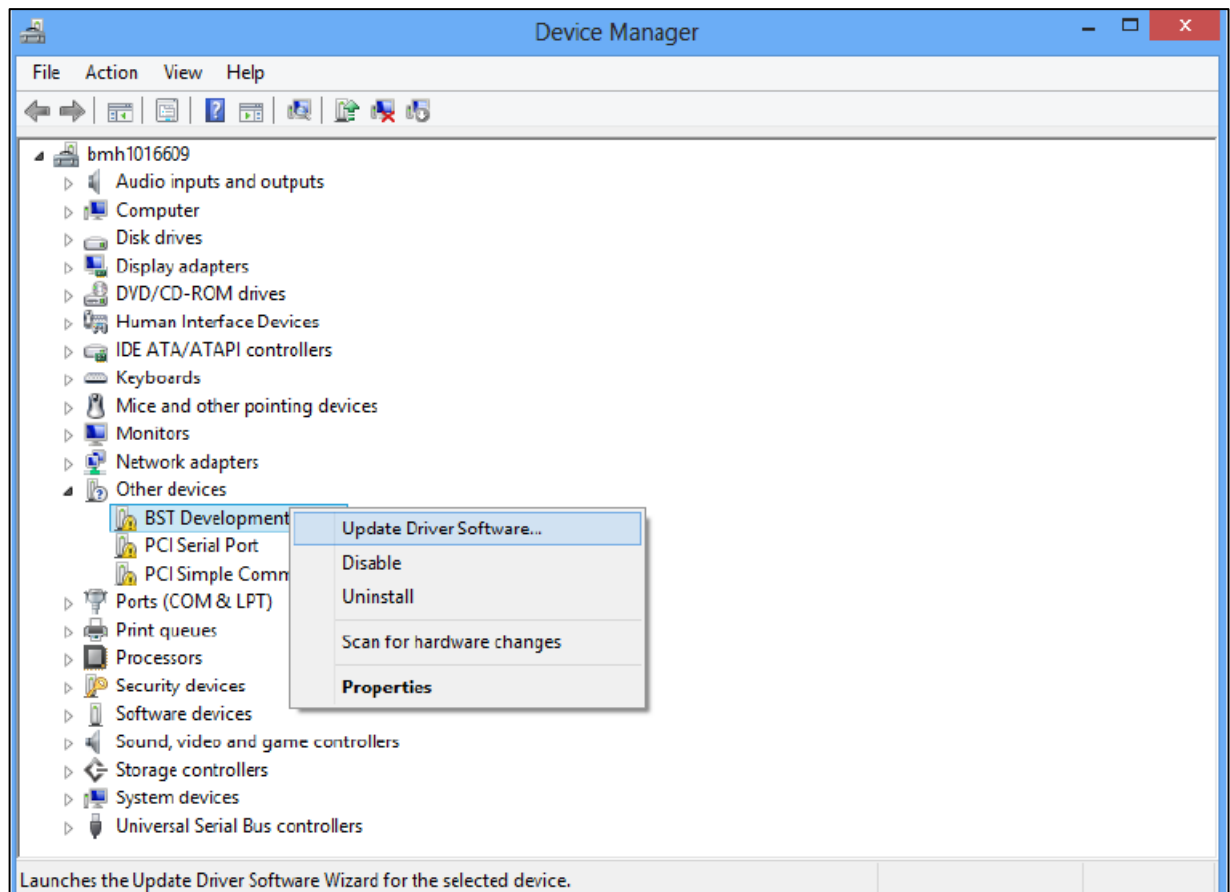 Device Manager
File Action View Help
bmh1016609
Audio inputs and outputs
Computer
Disk drives
Display adapters
DVD/CD-ROM drives
Human Interface Devices
IDE ATA/ATAPI controllers
Keyboards
Mice and other pointing devices
Monitors
Network adapters
Other devices
BST Development
PCI Serial Port
PCI Simple Comm
Update Driver Software...
Disable
Uninstall
Scan for hardware changes
Properties
Ports (COM & LPT)
Print queues
Processors
Security devices
Software devices
Sound, video and game controllers
Storage controllers
System devices
Universal Serial Bus controllers
Launches the Update Driver Software Wizard for the selected device.